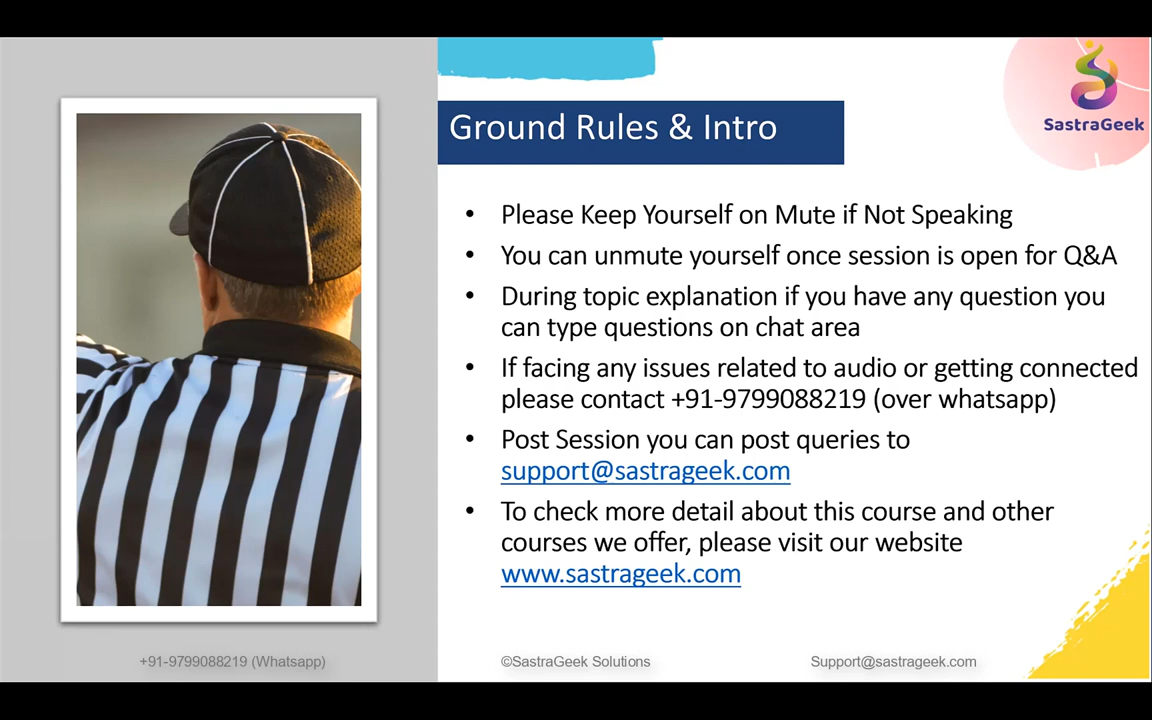 SastraGeek
Ground Rules & Intro
• Please Keep Yourself on Mute if Not Speaking
• You can unmute yourself once session is open for Q&A
• During topic explanation if you have any question you
can type questions on chat area
• If facing any issues related to audio or getting connected
please contact +91-9799088219 (over whatsapp)
• Post Session you can post queries to
support@sastrageek.com
• To check more detail about this course and other
courses we offer, please visit our website
www.sastrageek.com
+91-9799088219 (Whatsapp)
©SastraGeek Solutions
Support@sastrageek.com